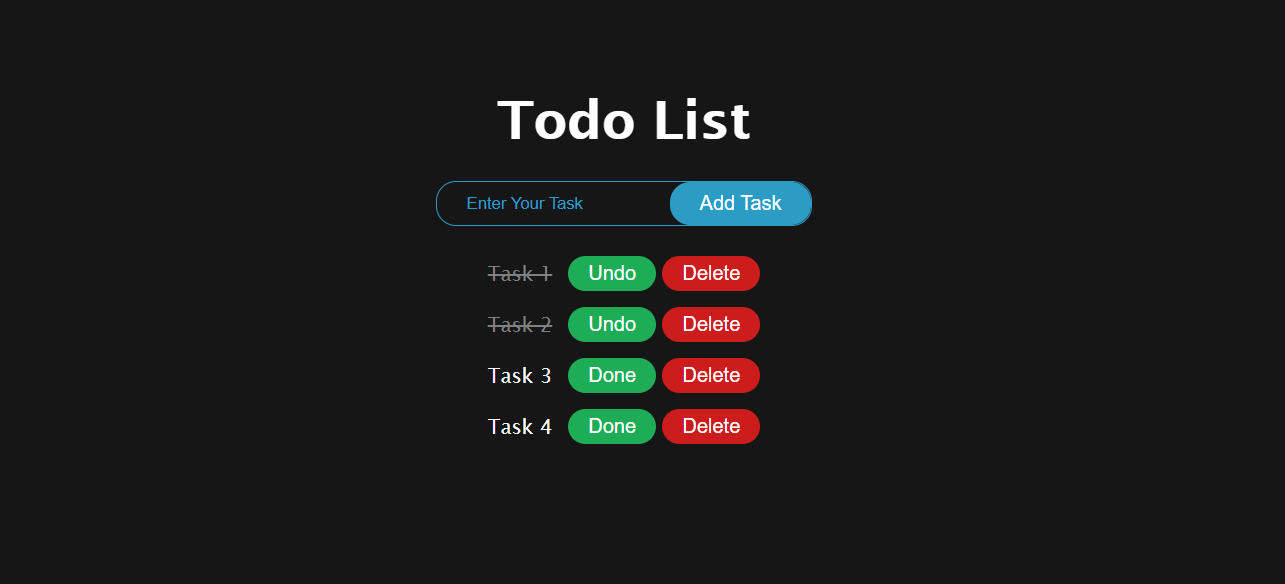 Todo List
Enter Your Task Add Task
Task 1 Undo Delete
Task 2 Undo Delete
Task 3 Done Delete
Task 4 Done Delete